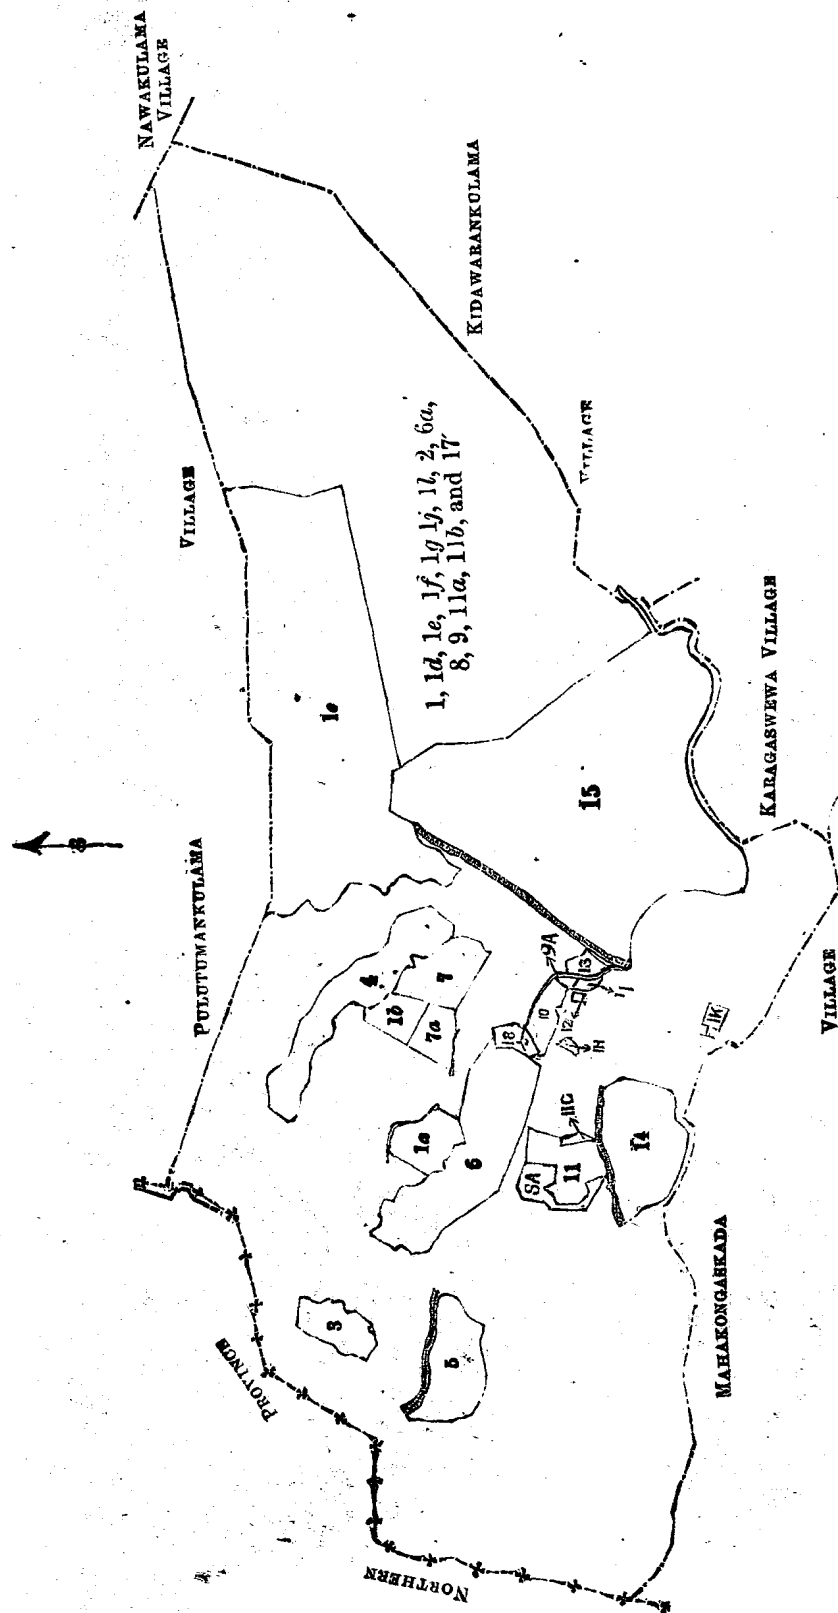 NAWAKULAMA
VILLAGE
KIDAWARANKULAMA
VILLAGE
VILLAGE
PULUTUMANKULAMA
1, 1d, 1e, 1f, 1g 1j, 1l, 2, 6a,
8, 9, 11a, 11b, and 17
15
KARAGASWEWA VILLAGE
VILLAGE
4
7
1b
7a
9A
13
10
12
18
1H
1K
1a
6
11C
11
14
3
5
PROVINCE
NORTHERN
MAHAKONGASKADA